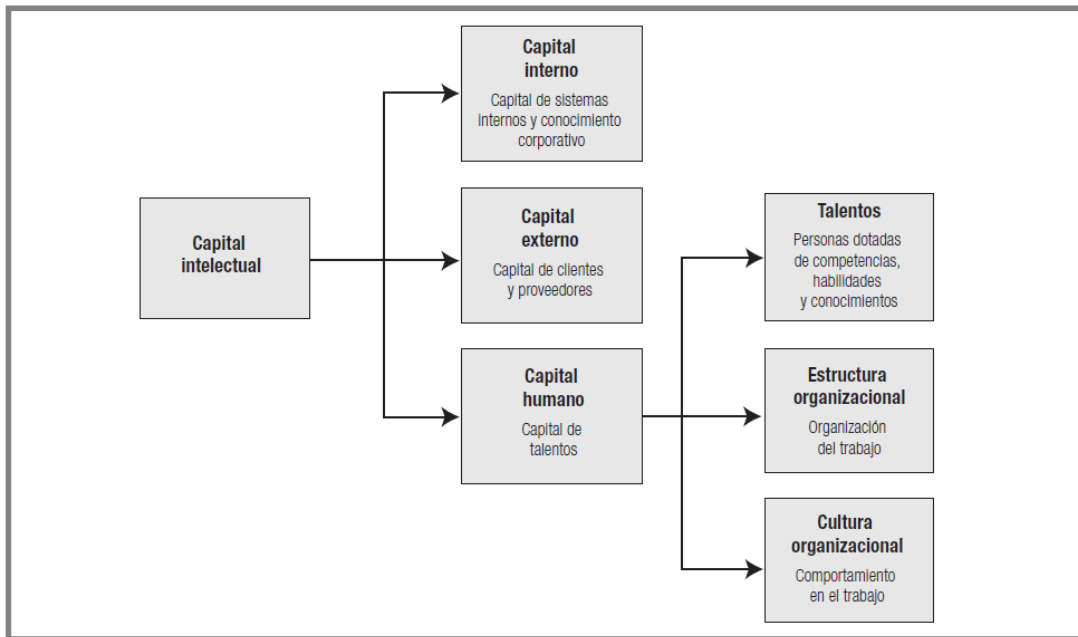 Capital
interno
Capital de sistemas
internos y conocimiento
corporativo
Capital
intelectual
Capital
externo
Capital de clientes
y proveedores
Capital
humano
Capital de
talentos
Talentos
Personas dotadas
de competencias,
habilidades
y conocimientos
Estructura
organizacional
Organización
del trabajo
Cultura
organizacional
Comportamiento
en el trabajo